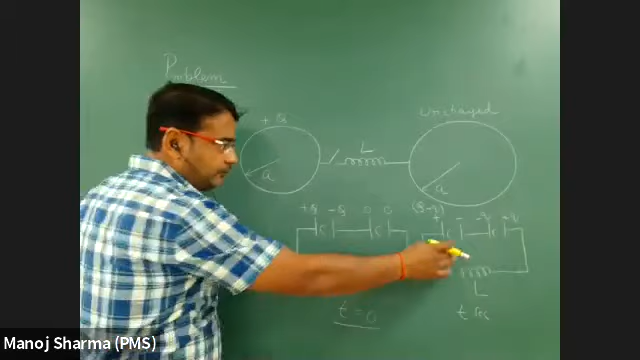 Problem
+Q
uncharged
L
a
a
+Q -Q 0 0
(Q-q) + - -q +q
C C
L
t = 0
t sec
Manoj Sharma (PMS)